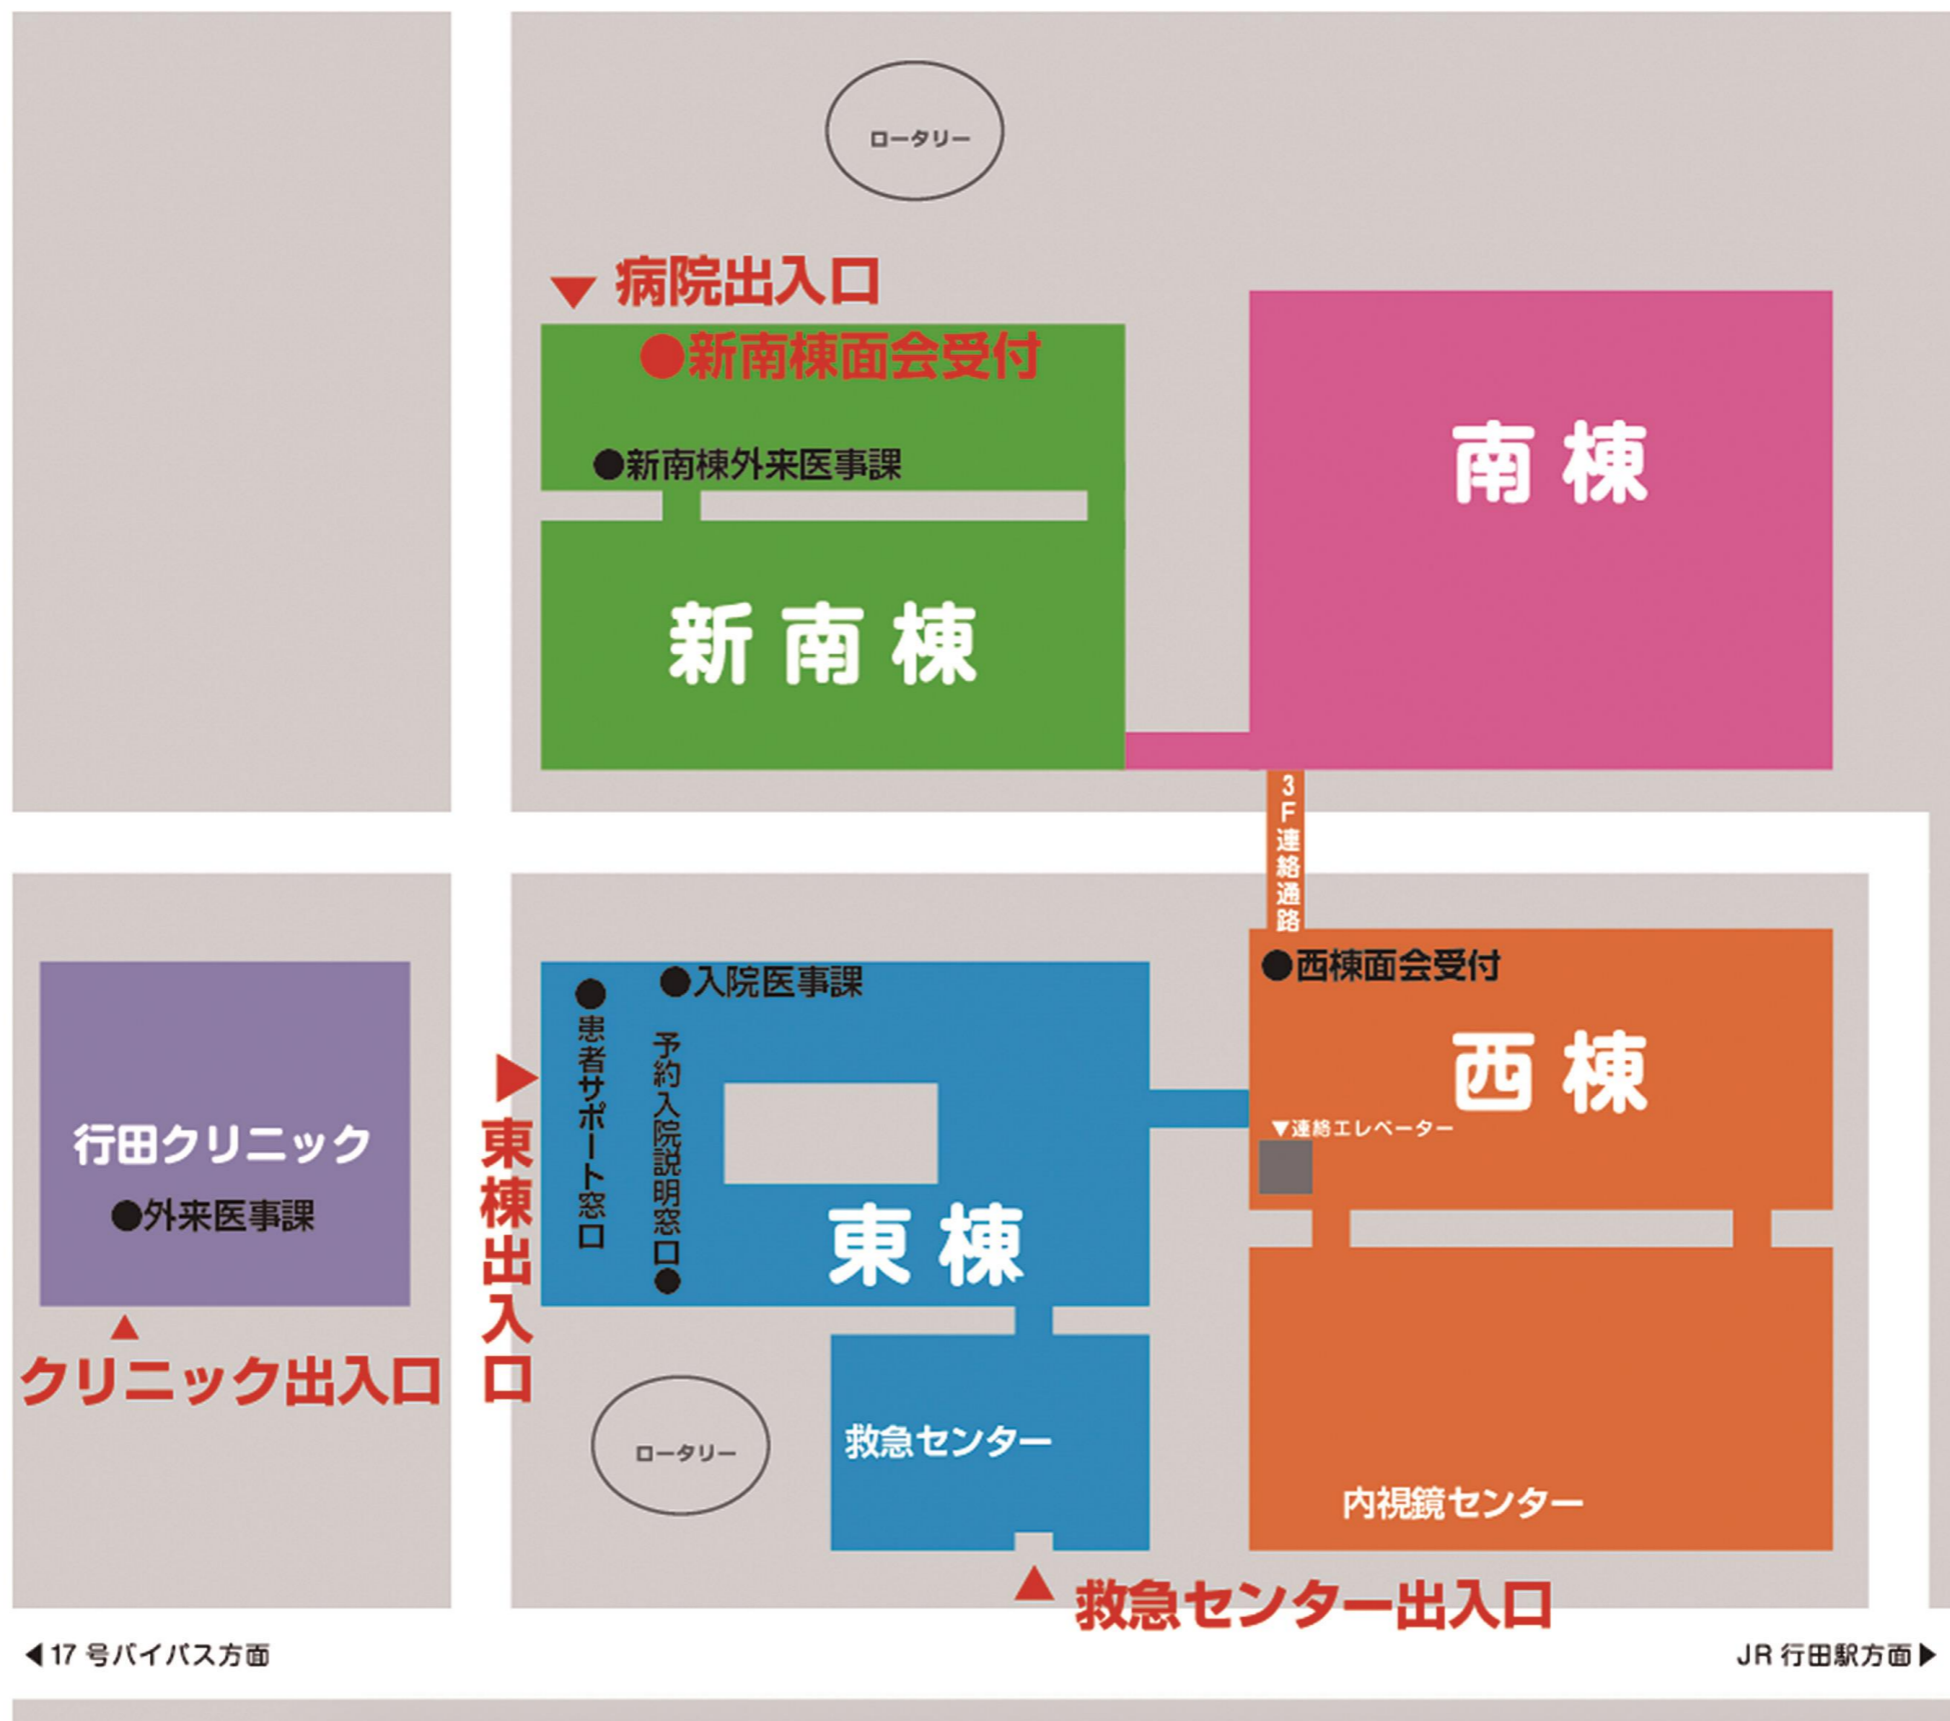 ロータリー
病院出入口
●新南棟面会受付
●新南棟外来医事課
新南棟
南棟
3F連絡通路
●西棟面会受付
西棟
▼連絡エレベーター
内視鏡センター
●入院医事課
●患者サポート窓口
予約入院説明窓口●
東棟
東棟出入口
行田クリニック
●外来医事課
クリニック出入口
ロータリー
救急センター
救急センター出入口
◀17号バイパス方面
JR行田駅方面▶